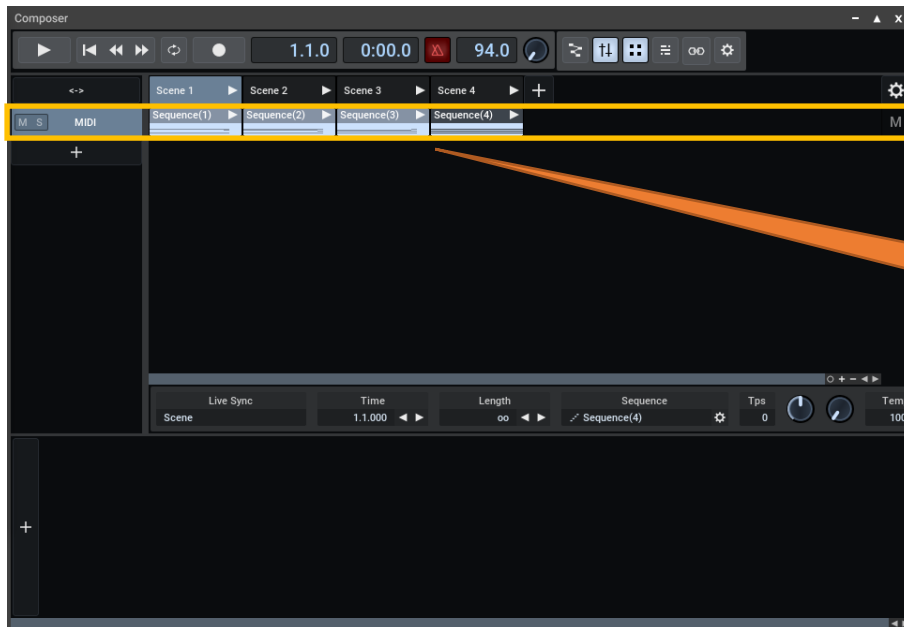 Composer
1.1.0 0:00.0 94.0
<-> Scene 1 Scene 2 Scene 3 Scene 4 +
M S MIDI Sequence(1) Sequence(2) Sequence(3) Sequence(4) M
+
Live Sync Time Length Sequence Tps Tem
Scene 1.1.000 oo Sequence(4) 0 100
+